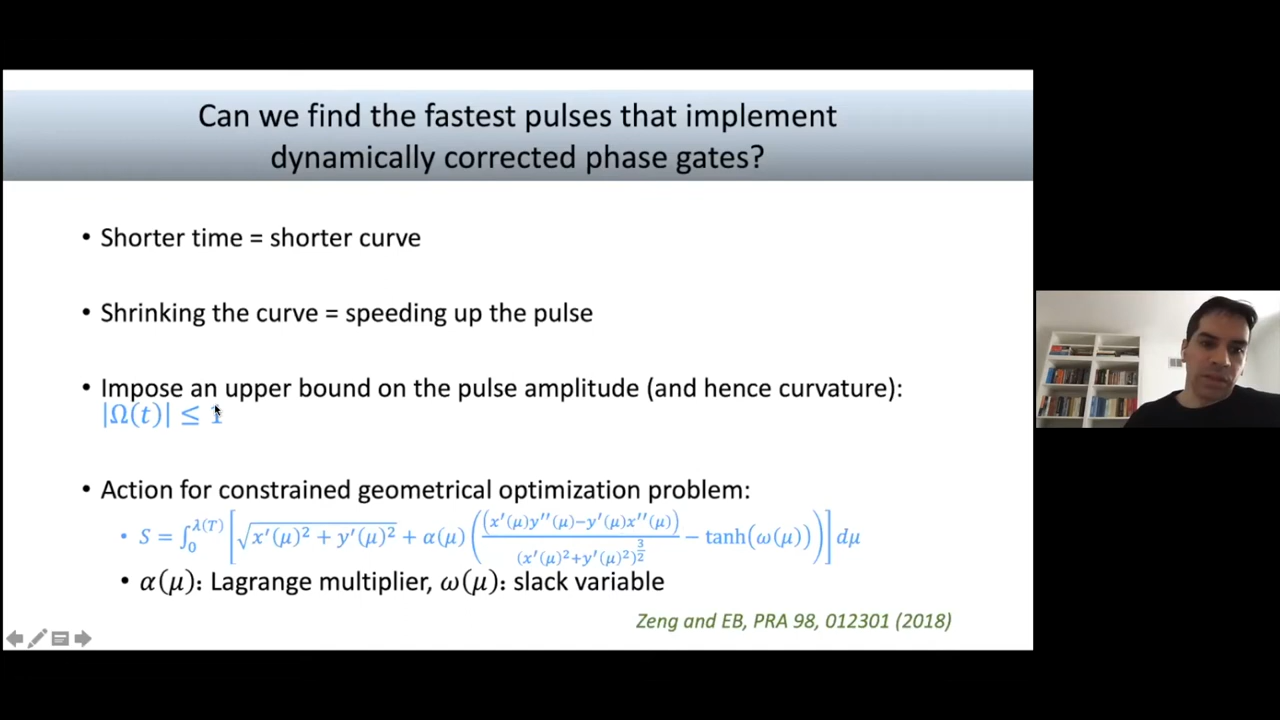 Can we find the fastest pulses that implement
dynamically corrected phase gates?
• Shorter time = shorter curve
• Shrinking the curve = speeding up the pulse
• Impose an upper bound on the pulse amplitude (and hence curvature):
|Ω(t)| ≤ 1
• Action for constrained geometrical optimization problem:
• S = ∫₀^λ(T) [√(x′(μ)² + y′(μ)²) + α(μ) ((x′(μ)y″(μ)−y′(μ)x″(μ)) / (x′(μ)²+y′(μ)²)^(3/2) − tanh(ω(μ)))] dμ
• α(μ): Lagrange multiplier, ω(μ): slack variable
Zeng and EB, PRA 98, 012301 (2018)